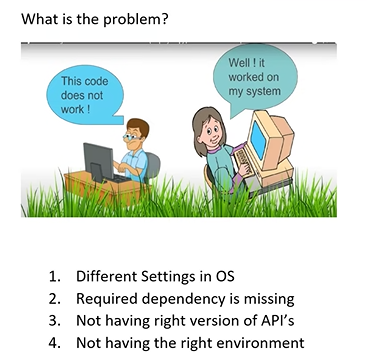 What is the problem?
This code
does not
work !
Well ! it
worked on
my system
1. Different Settings in OS
2. Required dependency is missing
3. Not having right version of API's
4. Not having the right environment